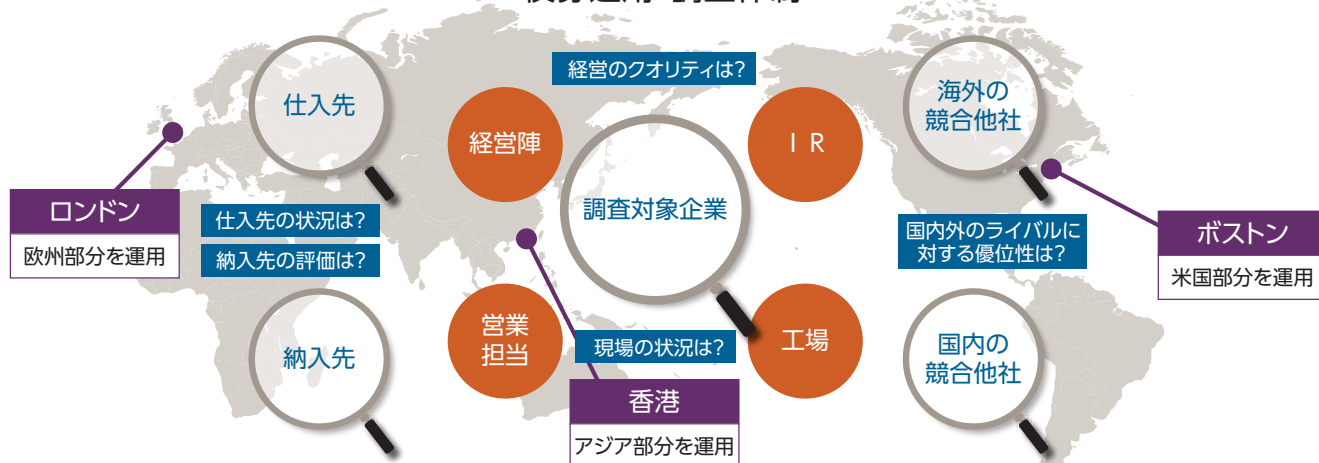 経営のクオリティは?
仕入先
経営陣
I R
海外の
競合他社
調査対象企業
ロンドン
欧州部分を運用
仕入先の状況は?
納入先の評価は?
国内外のライバルに
対する優位性は?
ボストン
米国部分を運用
納入先
営業
担当
現場の状況は?
工場
国内の
競合他社
香港
アジア部分を運用